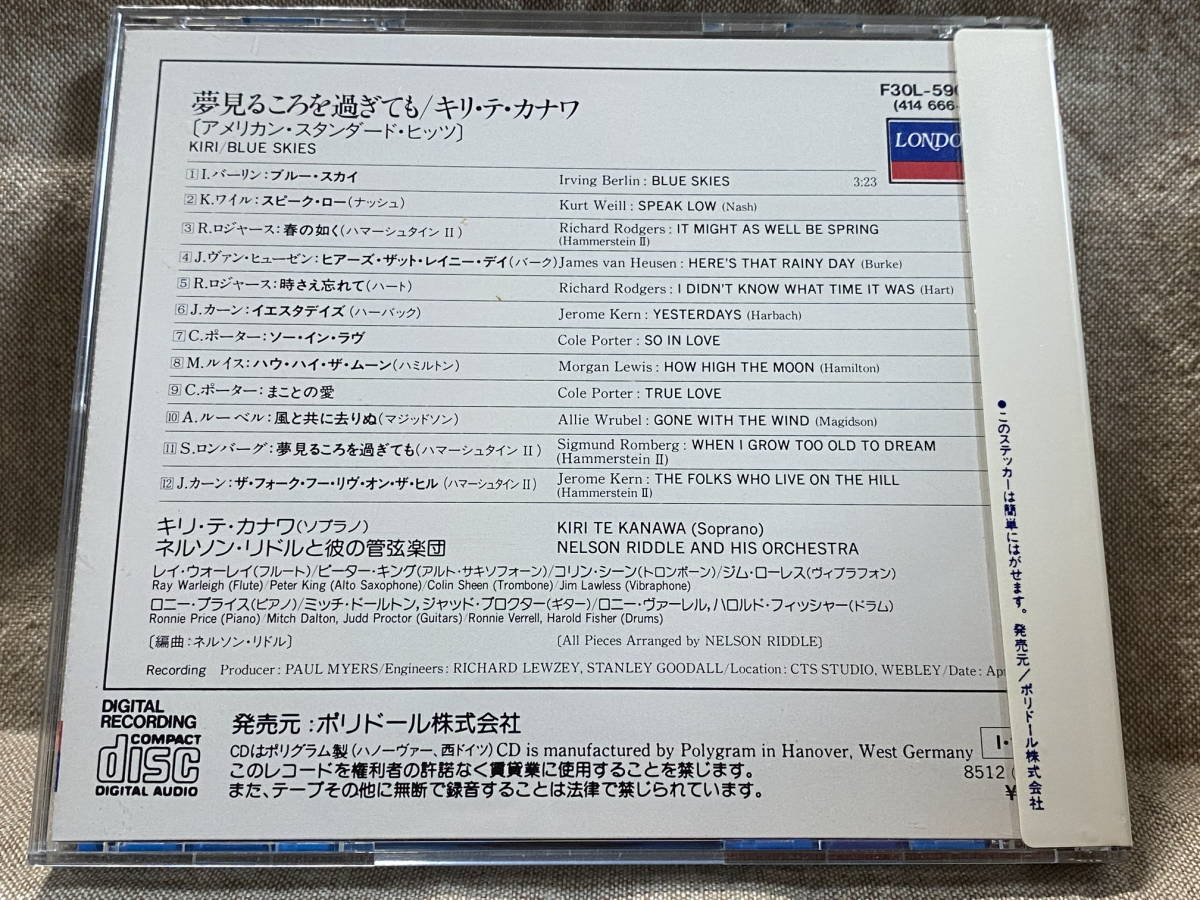 夢見るころを過ぎても/キリ・テ・カナワ
〔アメリカン・スタンダード・ヒッツ〕
KIRI/BLUE SKIES
F30L-590
(414 666-
LONDO
1 I.バーリン:ブルー・スカイ Irving Berlin : BLUE SKIES 3:23
2 K.ワイル:スピーク・ロー(ナッシュ) Kurt Weill : SPEAK LOW (Nash)
3 R.ロジャース:春の如く(ハマーシュタイン II) Richard Rodgers : IT MIGHT AS WELL BE SPRING
(Hammerstein II)
4 J.ヴァン・ヒューゼン:ヒアーズ・ザット・レイニー・デイ(バーク) James van Heusen : HERE'S THAT RAINY DAY (Burke)
5 R.ロジャース:時さえ忘れて(ハート) Richard Rodgers : I DIDN'T KNOW WHAT TIME IT WAS (Hart)
6 J.カーン:イエスタデイズ(ハーバック) Jerome Kern : YESTERDAYS (Harbach)
7 C.ポーター:ソー・イン・ラヴ Cole Porter : SO IN LOVE
8 M.ルイス:ハウ・ハイ・ザ・ムーン(ハミルトン) Morgan Lewis : HOW HIGH THE MOON (Hamilton)
9 C.ポーター:まことの愛 Cole Porter : TRUE LOVE
10 A.ルーベル:風と共に去りぬ(マジッドソン) Allie Wrubel : GONE WITH THE WIND (Magidson)
11 S.ロンバーグ:夢見るころを過ぎても(ハマーシュタイン II) Sigmund Romberg : WHEN I GROW TOO OLD TO DREAM
(Hammerstein II)
12 J.カーン:ザ・フォーク・フー・リヴ・オン・ザ・ヒル(ハマーシュタイン II) Jerome Kern : THE FOLKS WHO LIVE ON THE HILL
(Hammerstein II)
キリ・テ・カナワ(ソプラノ) KIRI TE KANAWA (Soprano)
ネルソン・リドルと彼の管弦楽団 NELSON RIDDLE AND HIS ORCHESTRA
レイ・ウォーレイ(フルート)/ピーター・キング(アルト・サキソフォーン)/コリン・シーン(トロンボーン)/ジム・ローレス(ヴィブラフォン)
Ray Warleigh (Flute)/Peter King (Alto Saxophone)/Colin Sheen (Trombone)/Jim Lawless (Vibraphone)
ロニー・プライス(ピアノ)/ミッチ・ドールトン,ジャッド・プロクター(ギター)/ロニー・ヴァーレル,ハロルド・フィッシャー(ドラム)
Ronnie Price (Piano)/Mitch Dalton, Judd Proctor (Guitars)/Ronnie Verrell, Harold Fisher (Drums)
〔編曲:ネルソン・リドル〕 〔All Pieces Arranged by NELSON RIDDLE〕
Recording Producer : PAUL MYERS/Engineers : RICHARD LEWZEY, STANLEY GOODALL/Location : CTS STUDIO, WEBLEY/Date : Ap
DIGITAL
RECORDING
COMPACT
disc
DIGITAL AUDIO
発売元:ポリドール株式会社
CDはポリグラム製(ハノーヴァー、西ドイツ) CD is manufactured by Polygram in Hanover, West Germany
このレコードを権利者の許諾なく賃貸業に使用することを禁じます。
また、テープその他に無断で録音することは法律で禁じられています。
8512
¥
●このステッカーは簡単にはがせます。発売元/ポリドール株式会社